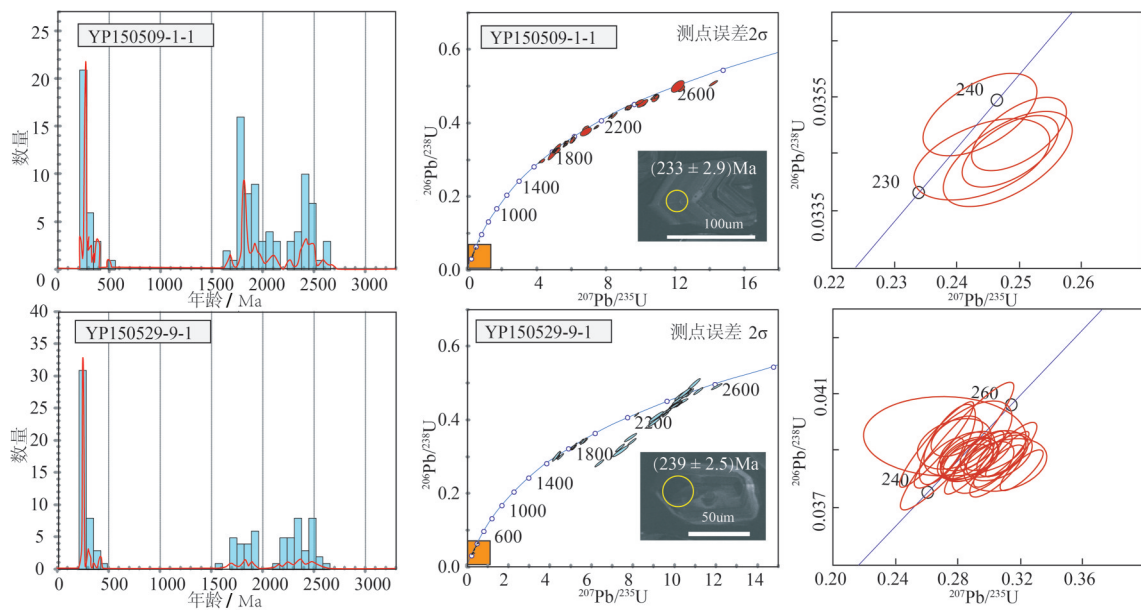 YP150509-1-1
25
20
15
10
5
0
数量
0 500 1000 1500 2000 2500 3000
年龄 / Ma
YP150509-1-1
测点误差2σ
0.6
0.4
0.2
0.0
²⁰⁶Pb/²³⁸U
2600
2200
1800
1400
1000
(233 ± 2.9)Ma
100um
4 8 12 16
²⁰⁷Pb/²³⁵U
0.0355
0.0335
²⁰⁶Pb/²³⁸U
240
230
0.22 0.23 0.24 0.25 0.26
²⁰⁷Pb/²³⁵U
YP150529-9-1
40
35
30
25
20
15
10
5
0
数量
0 500 1000 1500 2000 2500 3000
年龄 / Ma
YP150529-9-1
测点误差 2σ
0.8
0.6
0.4
0.2
0.0
²⁰⁶Pb/²³⁸U
2600
2200
1800
1400
1000
600
(239 ± 2.5)Ma
50um
0 2 4 6 8 10 12 14
²⁰⁷Pb/²³⁵U
0.041
0.037
²⁰⁶Pb/²³⁸U
260
240
0.20 0.24 0.28 0.32 0.36
²⁰⁷Pb/²³⁵U